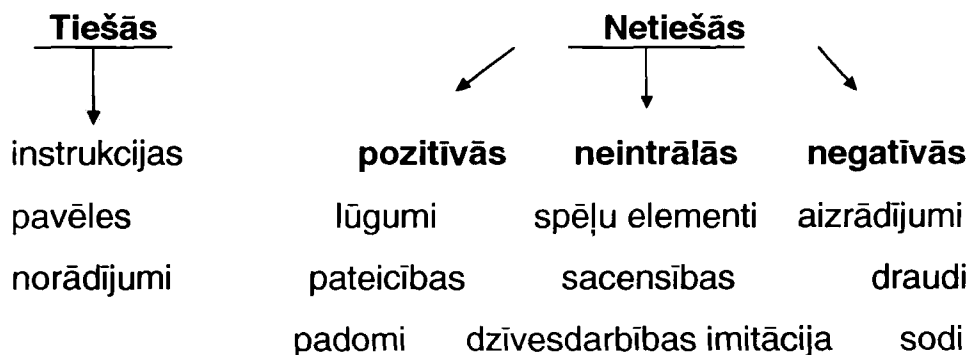 Tiešās Netiešās
instrukcijas pozitīvās neintrālās negatīvās
pavēles lūgumi spēļu elementi aizrādījumi
norādījumi pateicības sacensības draudi
padomi dzīvesdarbības imitācija sodi